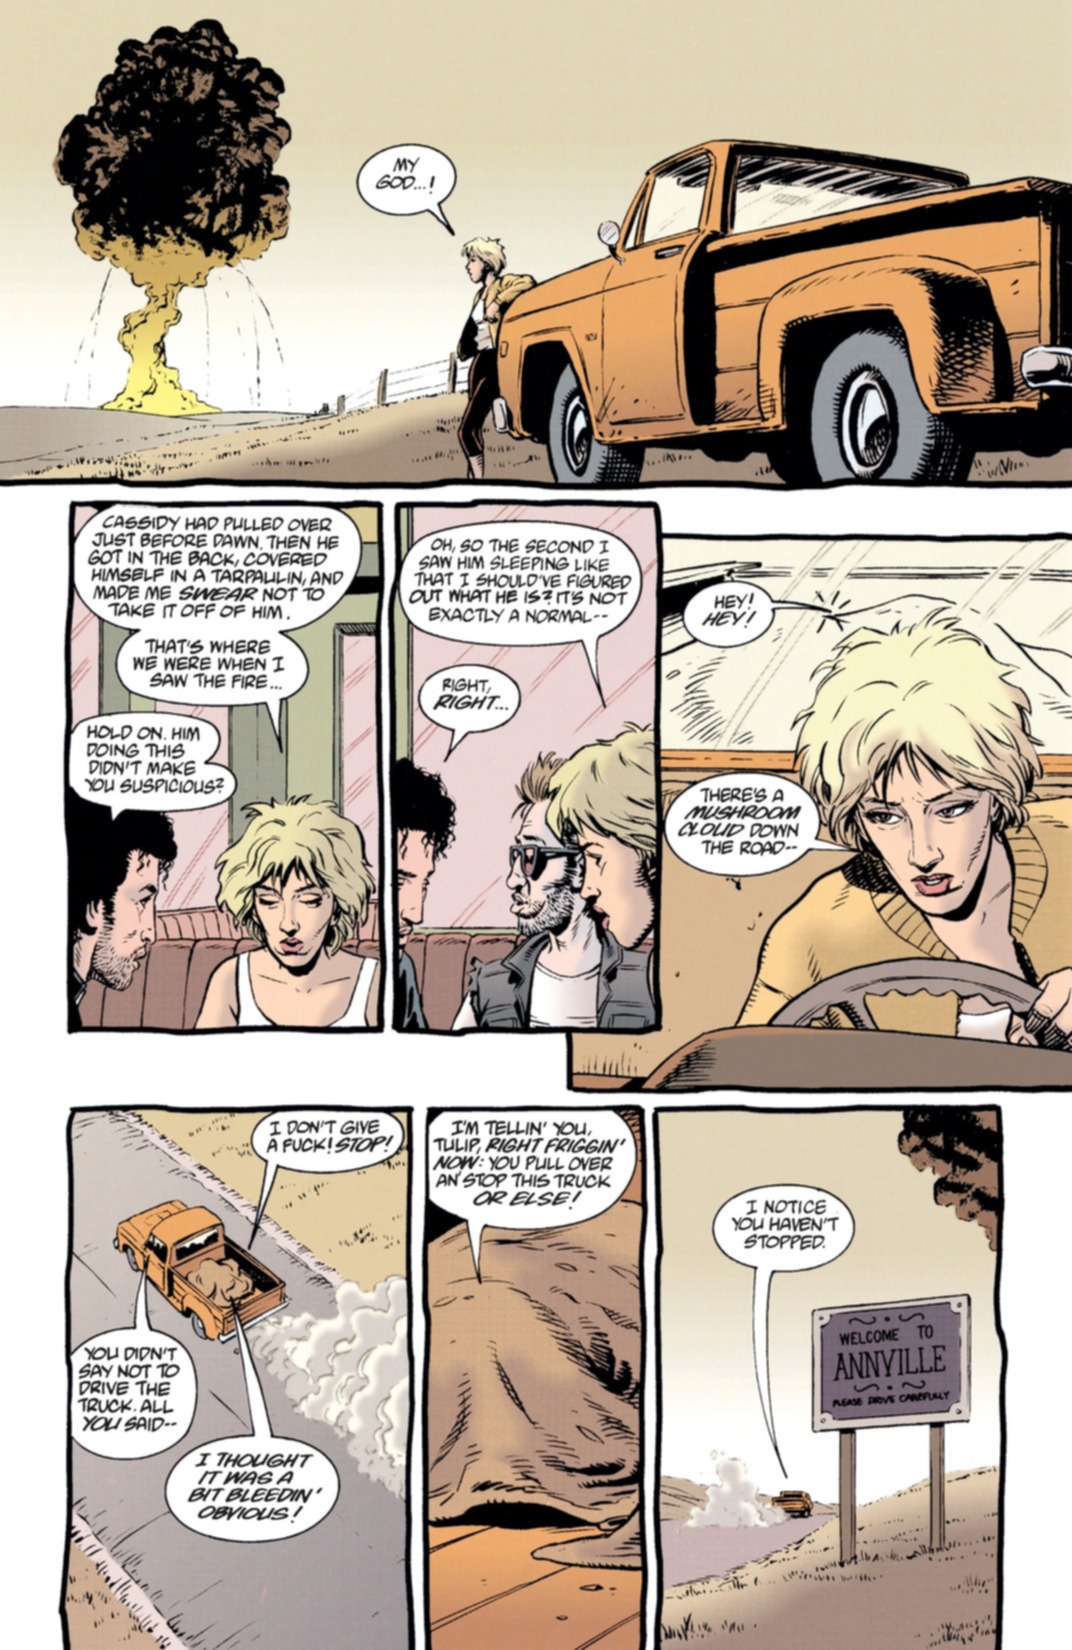 MY
GOD...!
CASSIDY HAD PULLED OVER
JUST BEFORE DAWN. THEN HE
GOT IN THE BACK, COVERED
HIMSELF IN A TARPAULIN, AND
MADE ME SWEAR NOT TO
TAKE IT OFF OF HIM.
THAT'S WHERE
WE WERE WHEN I
SAW THE FIRE...
HOLD ON. HIM
DOING THIS
DIDN'T MAKE
YOU SUSPICIOUS?
OH, SO THE SECOND I
SAW HIM SLEEPING LIKE
THAT I SHOULD'VE FIGURED
OUT WHAT HE IS? IT'S NOT
EXACTLY A NORMAL--
RIGHT,
RIGHT...
HEY!
HEY!
THERE'S A
MUSHROOM
CLOUD DOWN
THE ROAD--
I DON'T GIVE
A FUCK! STOP!
YOU DIDN'T
SAY NOT TO
DRIVE THE
TRUCK. ALL
YOU SAID--
I THOUGHT
IT WAS A
BIT BLEEDIN'
OBVIOUS!
I'M TELLIN' YOU,
TULIP, RIGHT FRIGGIN'
NOW: YOU PULL OVER
AN' STOP THIS TRUCK
OR ELSE!
I NOTICE
YOU HAVEN'T
STOPPED.
WELCOME TO
ANNVILLE
PLEASE DRIVE CAREFULLY